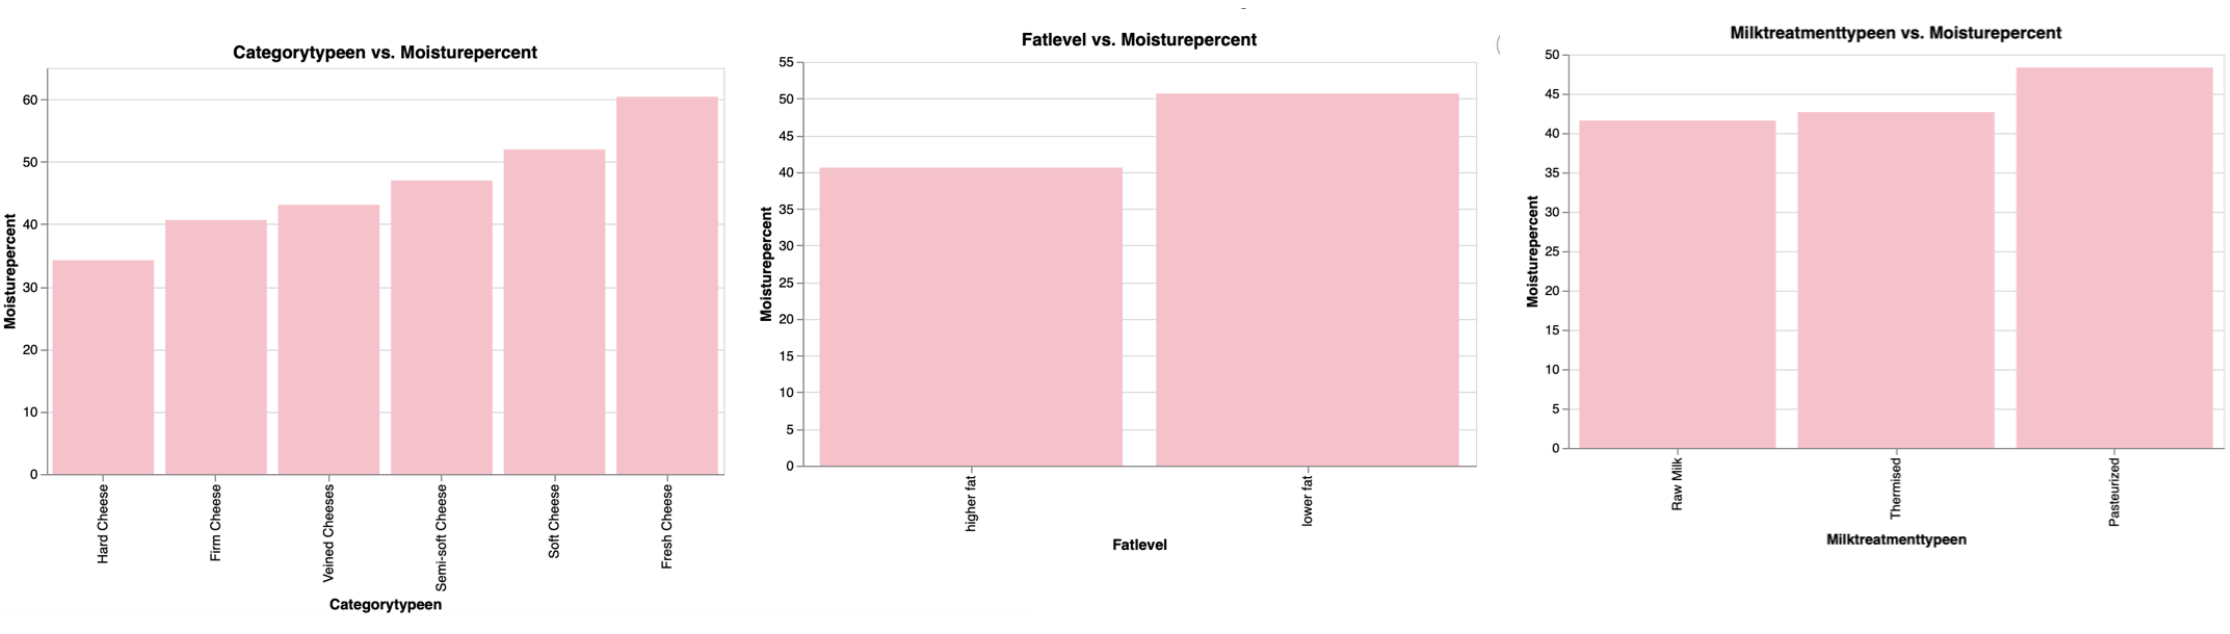 Categorytypeen vs. Moisturepercent
Moisturepercent
60
50
40
30
20
10
0
Hard Cheese
Firm Cheese
Veined Cheeses
Semi-soft Cheese
Soft Cheese
Fresh Cheese
Categorytypeen
Fatlevel vs. Moisturepercent
Moisturepercent
55
50
45
40
35
30
25
20
15
10
5
0
higher fat
lower fat
Fatlevel
Milktreatmenttypeen vs. Moisturepercent
Moisturepercent
50
45
40
35
30
25
20
15
10
5
0
Raw Milk
Thermised
Pasteurized
Milktreatmenttypeen